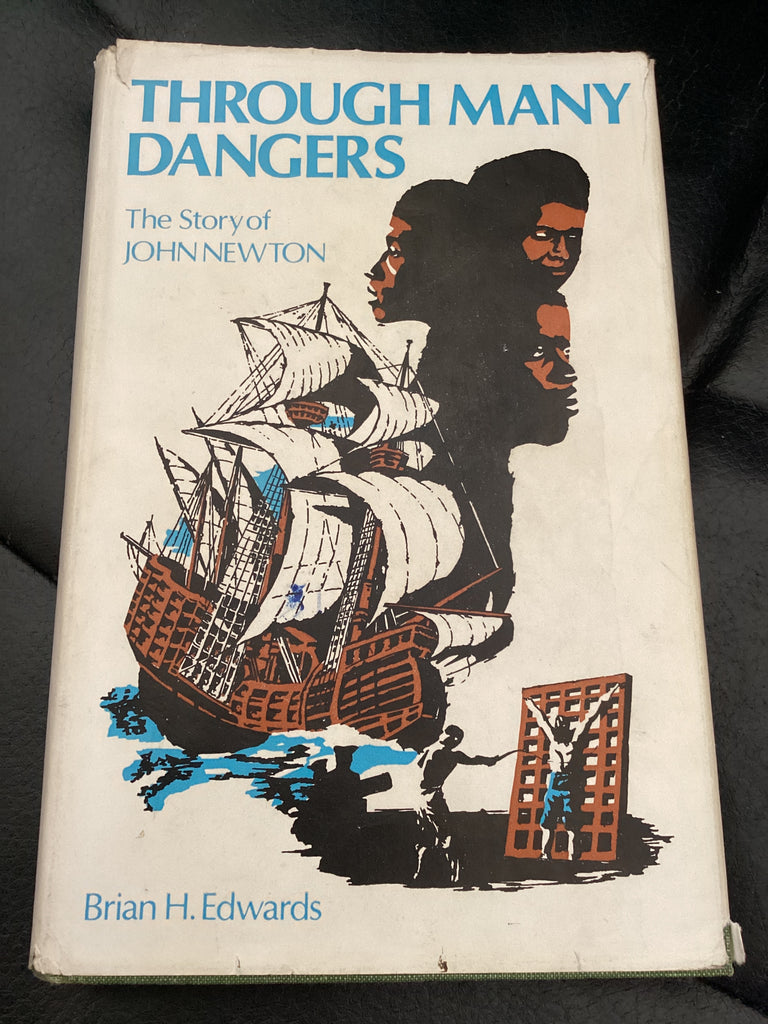 THROUGH MANY
DANGERS
The Story of
JOHN NEWTON
Brian H. Edwards